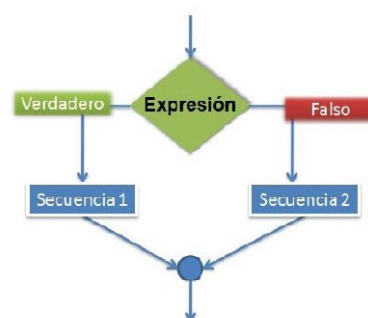 Expresión
Verdadero
Falso
Secuencia 1
Secuencia 2